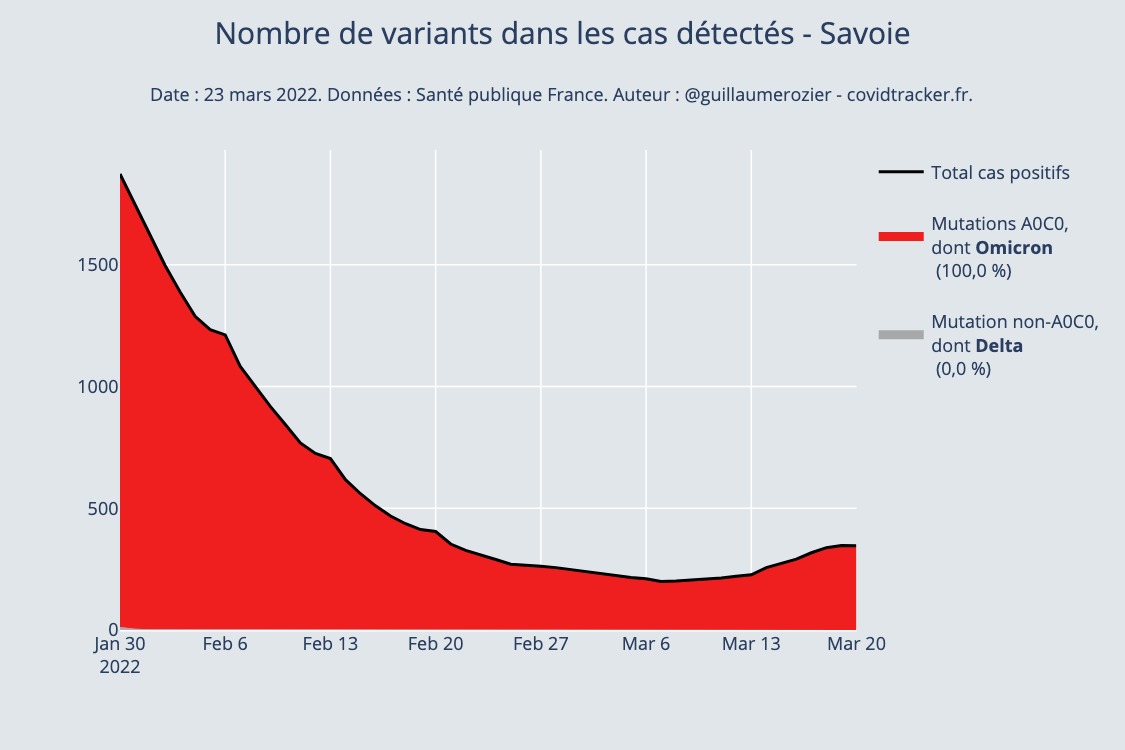 Nombre de variants dans les cas détectés - Savoie
Date : 23 mars 2022. Données : Santé publique France. Auteur : @guillaumerozier - covidtracker.fr.
Total cas positifs
Mutations A0C0,
dont Omicron
(100,0 %)
Mutation non-A0C0,
dont Delta
(0,0 %)
1500
1000
500
0
Jan 30
2022
Feb 6
Feb 13
Feb 20
Feb 27
Mar 6
Mar 13
Mar 20